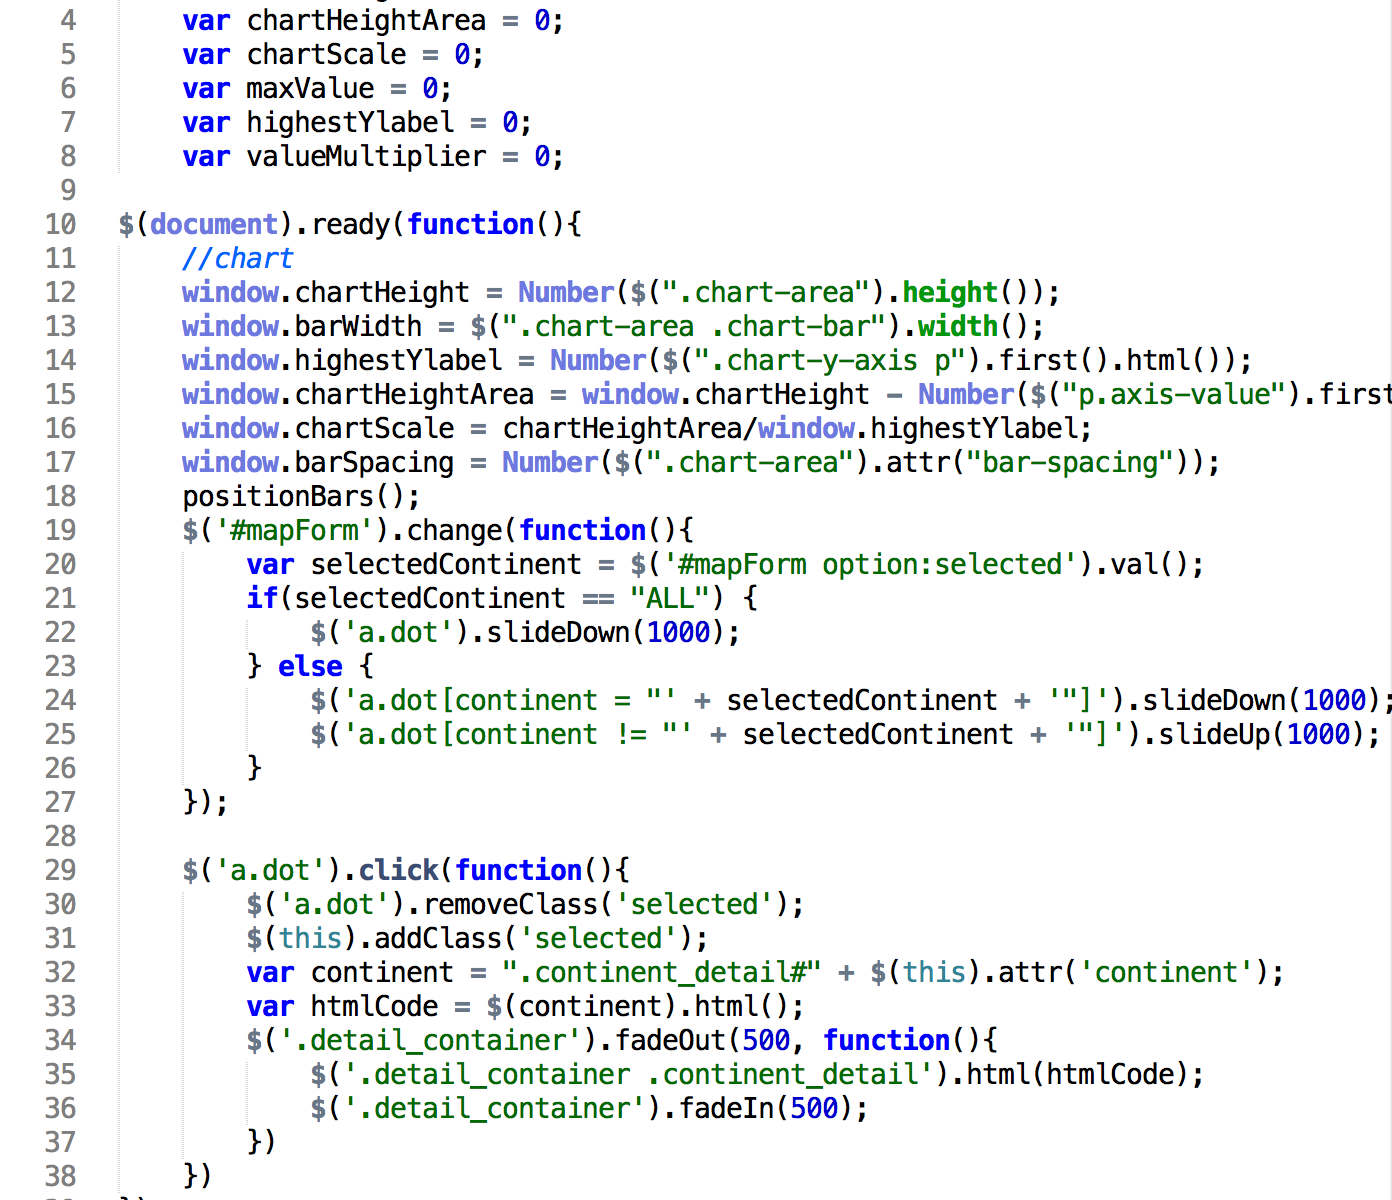 4 var chartHeightArea = 0;
5 var chartScale = 0;
6 var maxValue = 0;
7 var highestYlabel = 0;
8 var valueMultiplier = 0;
9
10 $(document).ready(function(){
11 //chart
12 window.chartHeight = Number($(".chart-area").height());
13 window.barWidth = $(".chart-area .chart-bar").width();
14 window.highestYlabel = Number($(".chart-y-axis p").first().html());
15 window.chartHeightArea = window.chartHeight - Number($("p.axis-value").first
16 window.chartScale = chartHeightArea/window.highestYlabel;
17 window.barSpacing = Number($(".chart-area").attr("bar-spacing"));
18 positionBars();
19 $('#mapForm').change(function(){
20 var selectedContinent = $('#mapForm option:selected').val();
21 if(selectedContinent == "ALL") {
22 $('a.dot').slideDown(1000);
23 } else {
24 $('a.dot[continent = "' + selectedContinent + '"]').slideDown(1000);
25 $('a.dot[continent != "' + selectedContinent + '"]').slideUp(1000);
26 }
27 });
28
29 $('a.dot').click(function(){
30 $('a.dot').removeClass('selected');
31 $(this).addClass('selected');
32 var continent = ".continent_detail#" + $(this).attr('continent');
33 var htmlCode = $(continent).html();
34 $('.detail_container').fadeOut(500, function(){
35 $('.detail_container .continent_detail').html(htmlCode);
36 $('.detail_container').fadeIn(500);
37 })
38 })